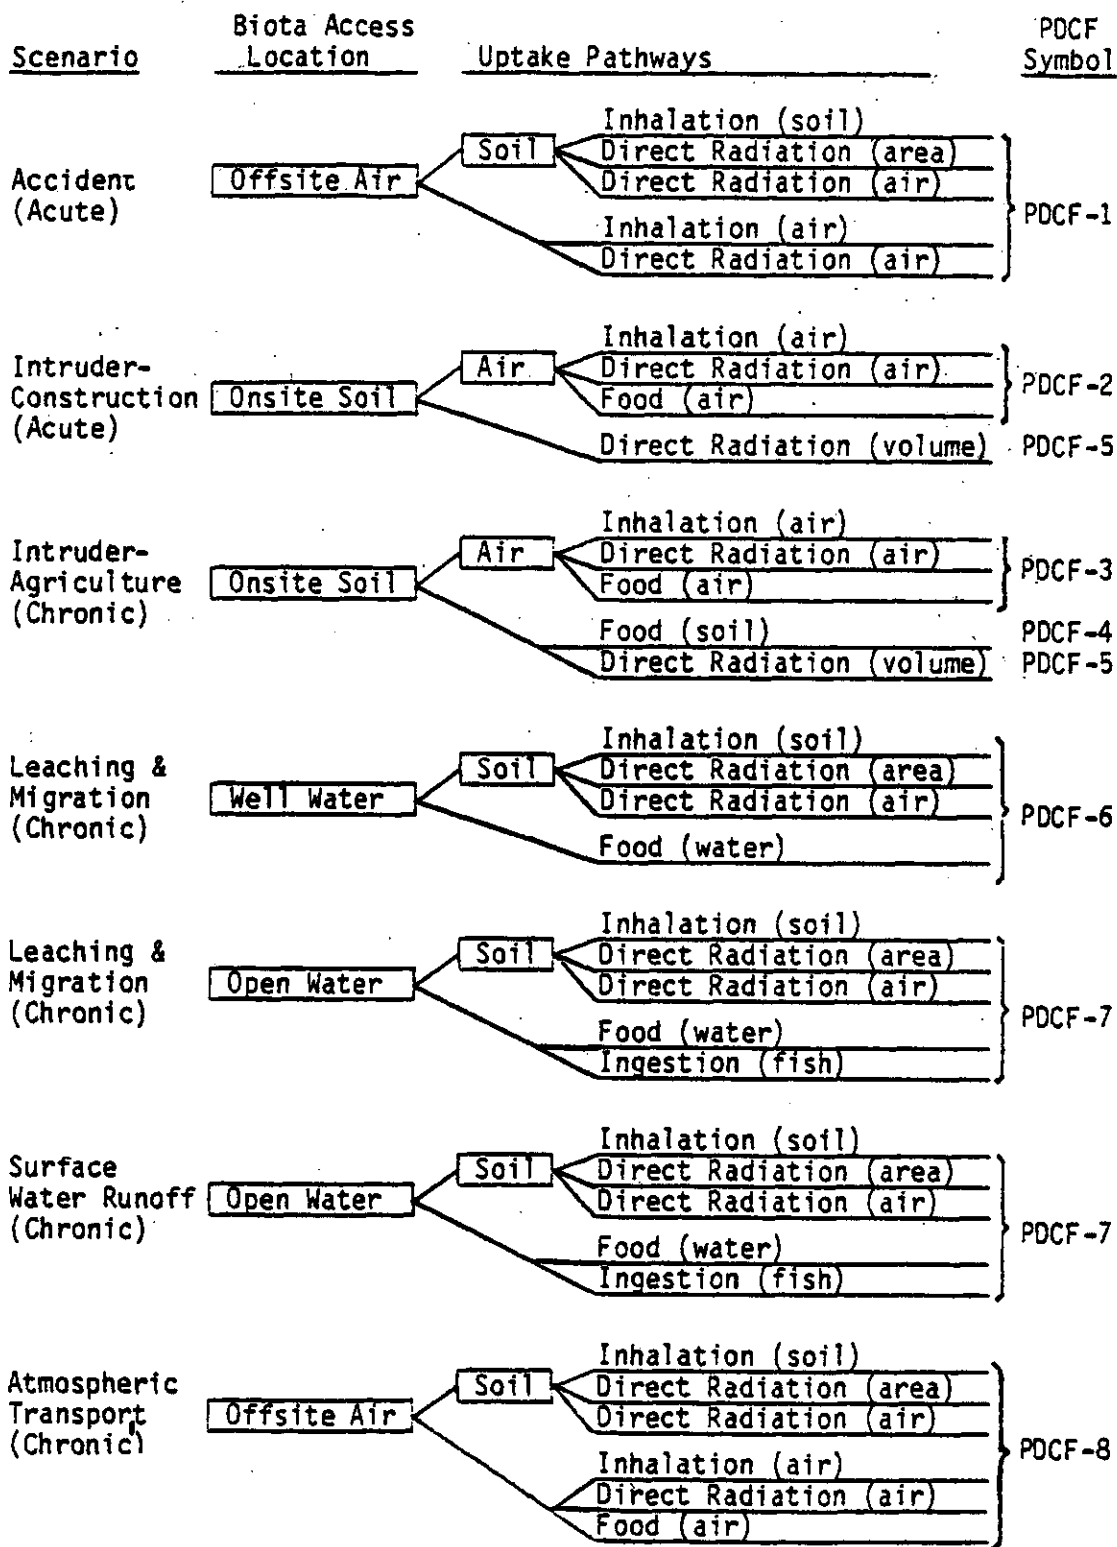 Scenario
Biota Access
Location
Uptake Pathways
PDCF
Symbol
Accident
(Acute)
Offsite Air
Soil
Inhalation (soil)
Direct Radiation (area)
Direct Radiation (air)
Inhalation (air)
Direct Radiation (air)
PDCF-1
Intruder-
Construction
(Acute)
Onsite Soil
Air
Inhalation (air)
Direct Radiation (air)
Food (air)
PDCF-2
Direct Radiation (volume)
PDCF-5
Intruder-
Agriculture
(Chronic)
Onsite Soil
Air
Inhalation (air)
Direct Radiation (air)
Food (air)
PDCF-3
Food (soil)
PDCF-4
Direct Radiation (volume)
PDCF-5
Leaching &
Migration
(Chronic)
Well Water
Soil
Inhalation (soil)
Direct Radiation (area)
Direct Radiation (air)
Food (water)
PDCF-6
Leaching &
Migration
(Chronic)
Open Water
Soil
Inhalation (soil)
Direct Radiation (area)
Direct Radiation (air)
Food (water)
Ingestion (fish)
PDCF-7
Surface
Water Runoff
(Chronic)
Open Water
Soil
Inhalation (soil)
Direct Radiation (area)
Direct Radiation (air)
Food (water)
Ingestion (fish)
PDCF-7
Atmospheric
Transport
(Chronic)
Offsite Air
Soil
Inhalation (soil)
Direct Radiation (area)
Direct Radiation (air)
Inhalation (air)
Direct Radiation (air)
Food (air)
PDCF-8